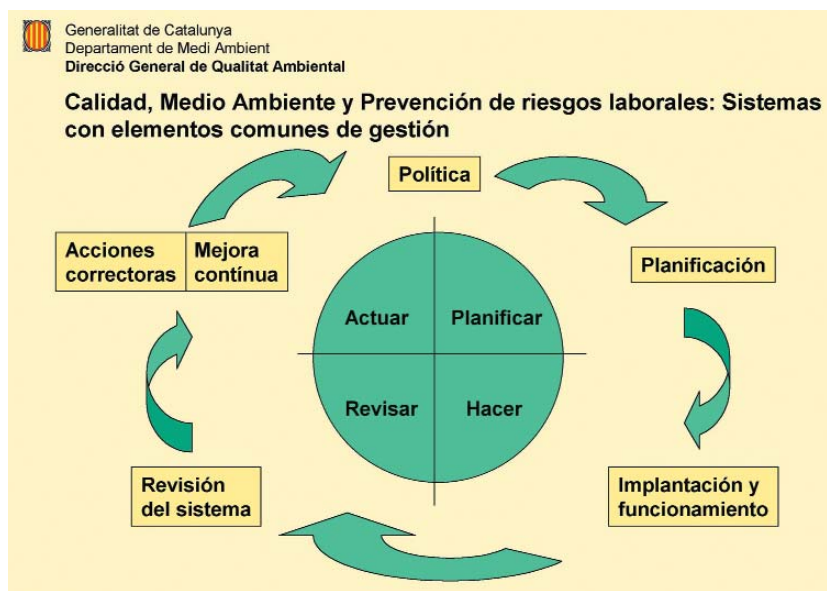 Generalitat de Catalunya
Departament de Medi Ambient
Direcció General de Qualitat Ambiental
Calidad, Medio Ambiente y Prevención de riesgos laborales: Sistemas
con elementos comunes de gestión
Política
Acciones
correctoras
Mejora
contínua
Planificación
Actuar
Planificar
Revisar
Hacer
Revisión
del sistema
Implantación y
funcionamiento